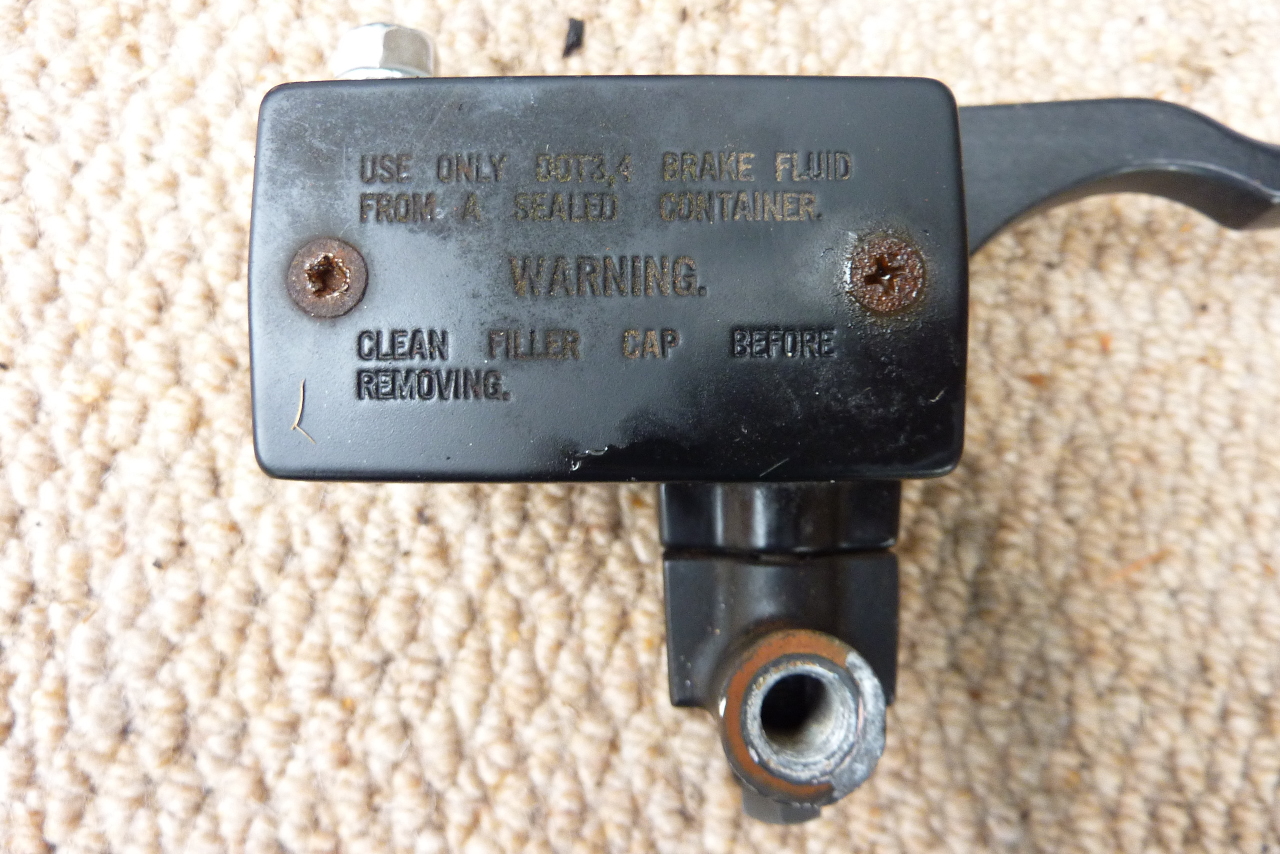 USE ONLY DOT3,4 BRAKE FLUID
FROM A SEALED CONTAINER.
WARNING.
CLEAN FILLER CAP BEFORE
REMOVING.